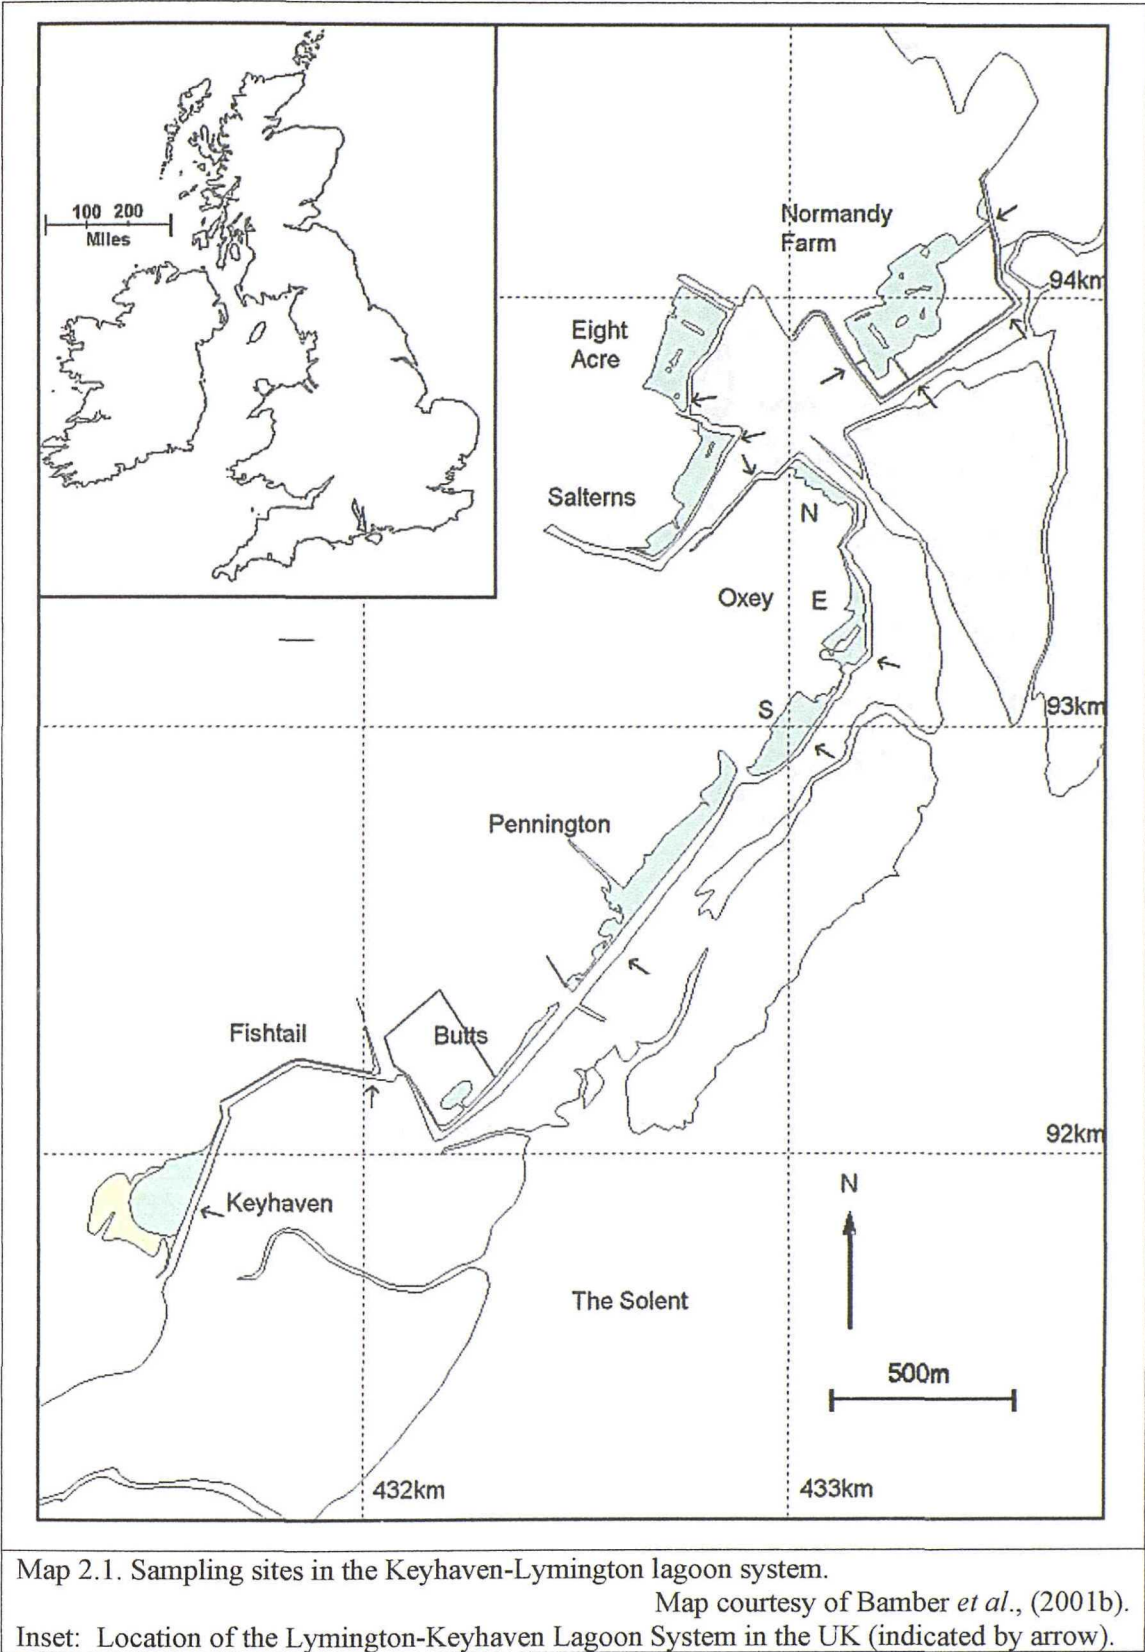 100 200
Miles
Normandy
Farm
94km
Eight
Acre
Salterns
N
Oxey
E
S
93km
Pennington
Fishtail
Butts
92km
Keyhaven
N
The Solent
500m
432km
433km
Map 2.1. Sampling sites in the Keyhaven-Lymington lagoon system.
Map courtesy of Bamber et al., (2001b).
Inset: Location of the Lymington-Keyhaven Lagoon System in the UK (indicated by arrow).